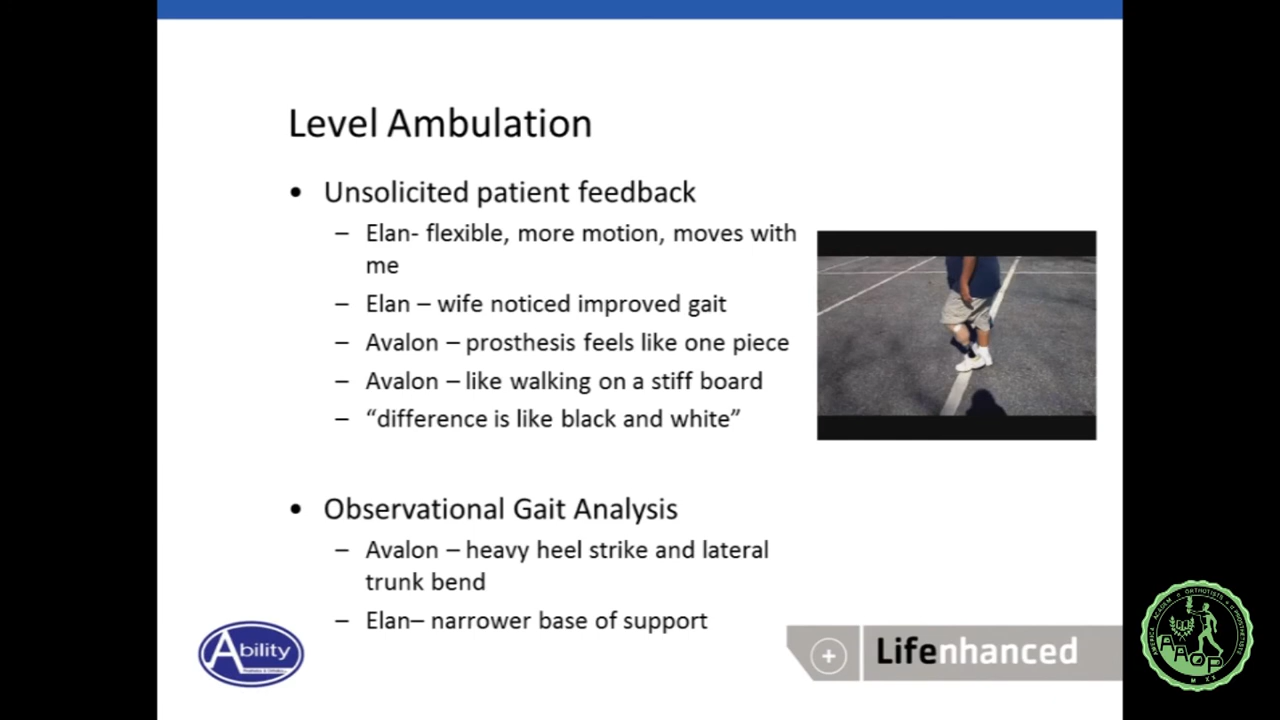 Level Ambulation
• Unsolicited patient feedback
– Elan- flexible, more motion, moves with
me
– Elan – wife noticed improved gait
– Avalon – prosthesis feels like one piece
– Avalon – like walking on a stiff board
– “difference is like black and white”
• Observational Gait Analysis
– Avalon – heavy heel strike and lateral
trunk bend
– Elan– narrower base of support
Ability
+ Lifenhanced
AAOP